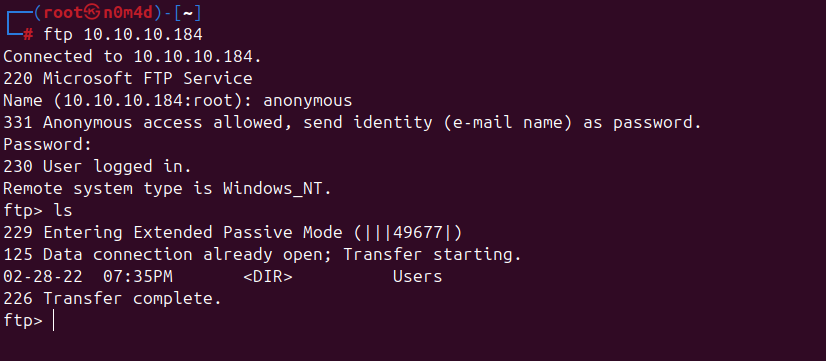 ┌──(root㉿n0m4d)-[~]
└─# ftp 10.10.10.184
Connected to 10.10.10.184.
220 Microsoft FTP Service
Name (10.10.10.184:root): anonymous
331 Anonymous access allowed, send identity (e-mail name) as password.
Password:
230 User logged in.
Remote system type is Windows_NT.
ftp> ls
229 Entering Extended Passive Mode (|||49677|)
125 Data connection already open; Transfer starting.
02-28-22  07:35PM       <DIR>          Users
226 Transfer complete.
ftp>